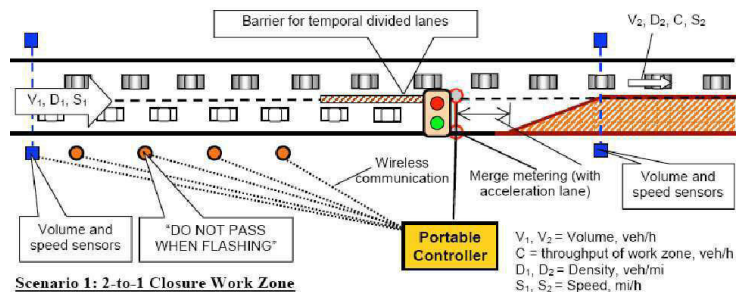 Barrier for temporal divided lanes
V2, D2, C, S2
V1, D1, S1
Wireless
communication
Merge metering (with
acceleration lane)
Volume and
speed sensors
Volume and
speed sensors
"DO NOT PASS
WHEN FLASHING"
Portable
Controller
V1, V2 = Volume, veh/h
C = throughput of work zone, veh/h
D1, D2 = Density, veh/mi
S1, S2 = Speed, mi/h
Scenario 1: 2-to-1 Closure Work Zone